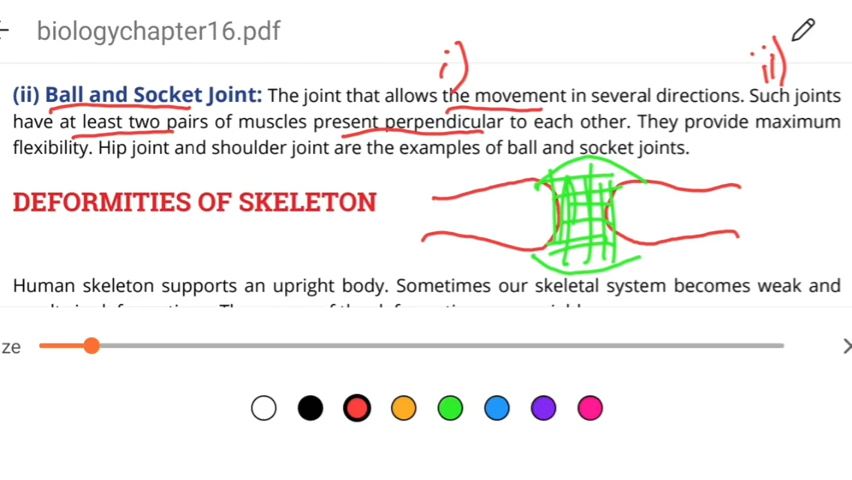 biologychapter16.pdf
i) ii)
(ii) Ball and Socket Joint: The joint that allows the movement in several directions. Such joints
have at least two pairs of muscles present perpendicular to each other. They provide maximum
flexibility. Hip joint and shoulder joint are the examples of ball and socket joints.
DEFORMITIES OF SKELETON
Human skeleton supports an upright body. Sometimes our skeletal system becomes weak and
ze